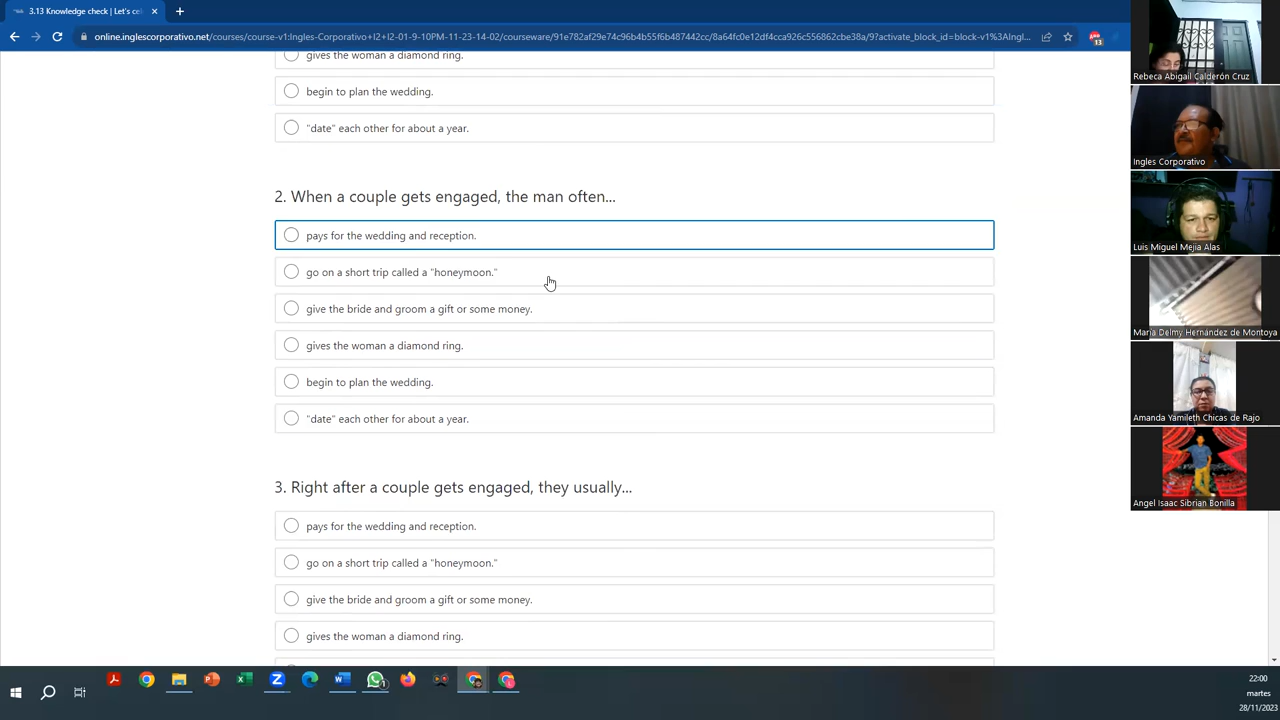 3.13 Knowledge check | Let's ce
online.inglescorporativo.net/courses/course-v1:Ingles-Corporativo+I2+I2-01-9-10PM-11-23-14-02/courseware/91e782af29e74c96b4b55f6b487442cc/8a64fc0e12df4cca926c556862cbe38a/9?activate_block_id=block-v1%3AIngl...
13
gives the woman a diamond ring.
begin to plan the wedding.
"date" each other for about a year.
2. When a couple gets engaged, the man often...
pays for the wedding and reception.
go on a short trip called a "honeymoon."
give the bride and groom a gift or some money.
gives the woman a diamond ring.
begin to plan the wedding.
"date" each other for about a year.
3. Right after a couple gets engaged, they usually...
pays for the wedding and reception.
go on a short trip called a "honeymoon."
give the bride and groom a gift or some money.
gives the woman a diamond ring.
Rebeca Abigail Calderón Cruz
Ingles Corporativo
Luis Miguel Mejia Alas
Maria Delmy Hernández de Montoya
Amanda Yamileth Chicas de Rajo
Angel Isaac Sibrian Bonilla
22:00
martes
28/11/2023